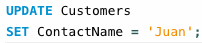 UPDATE Customers
SET ContactName = 'Juan';